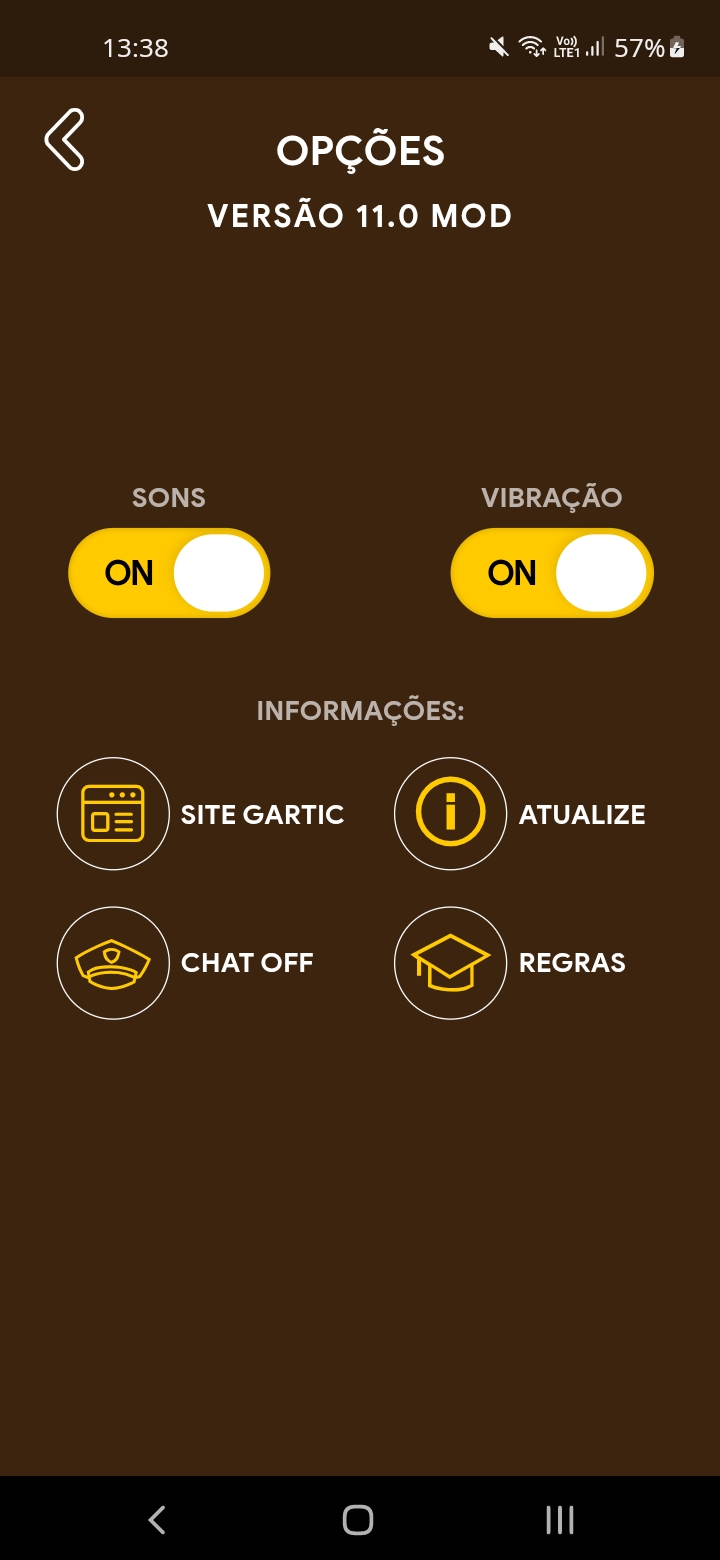 13:38
Vo))
LTE1
57%
OPÇÕES
VERSÃO 11.0 MOD
SONS
VIBRAÇÃO
ON
ON
INFORMAÇÕES:
SITE GARTIC
ATUALIZE
CHAT OFF
REGRAS